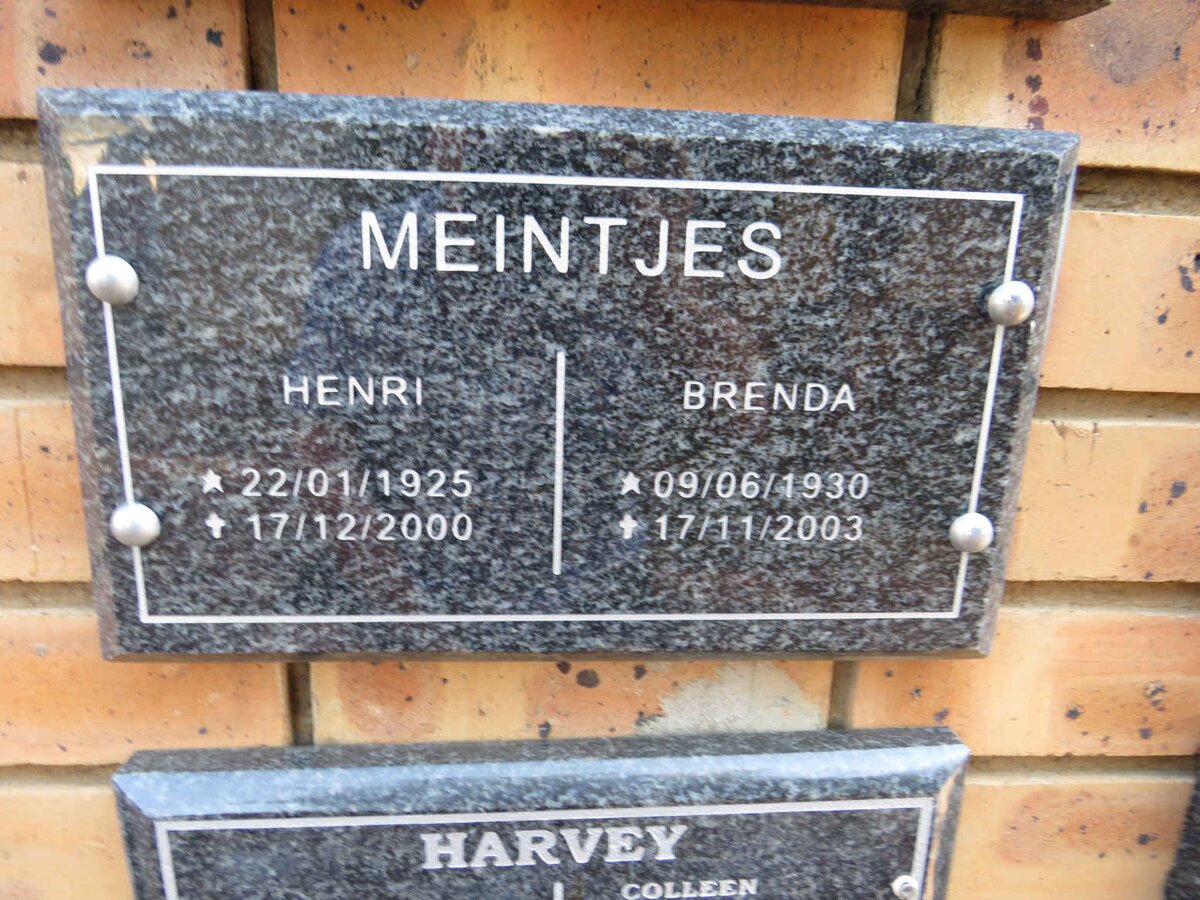 MEINTJES
HENRI
★ 22/01/1925
✝ 17/12/2000
BRENDA
★ 09/06/1930
✝ 17/11/2003
HARVEY
COLLEEN